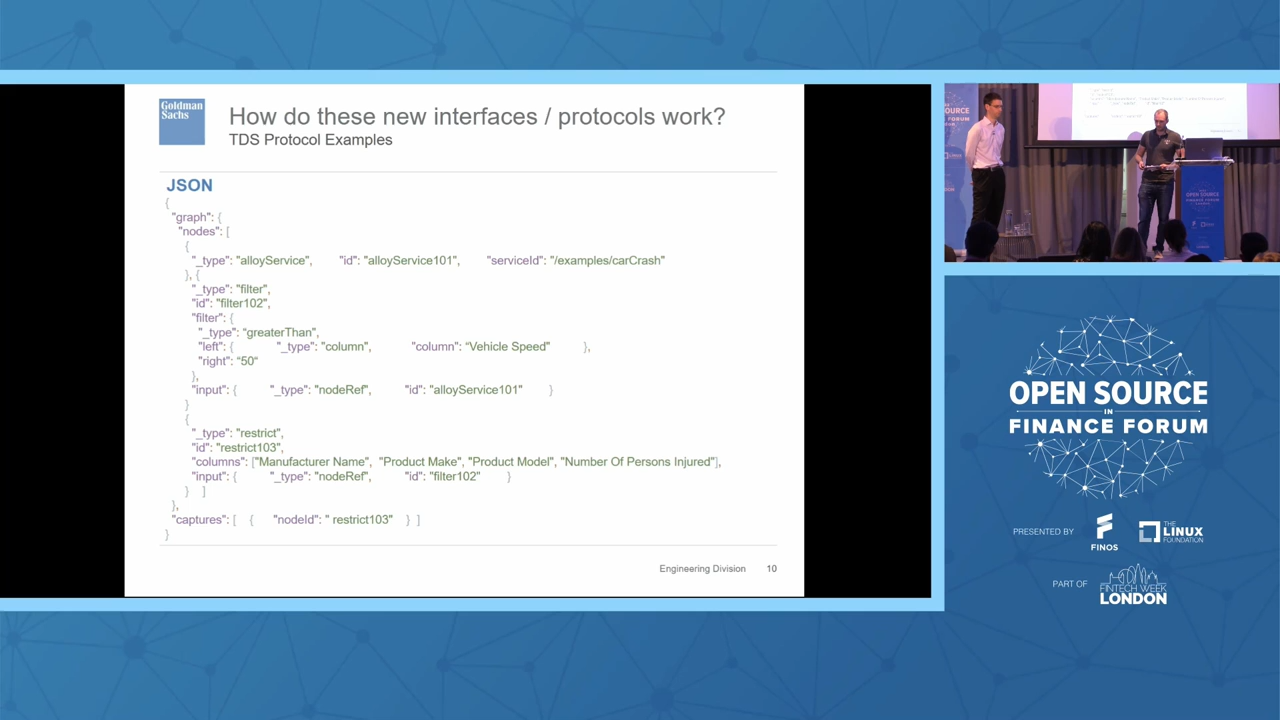 Goldman
Sachs
How do these new interfaces / protocols work?
TDS Protocol Examples
JSON
{
"graph": {
"nodes": [
{
"_type": "alloyService", "id": "alloyService101", "serviceId": "/examples/carCrash"
}, {
"_type": "filter",
"id": "filter102",
"filter": {
"_type": “greaterThan",
"left": { "_type": "column", "column": “Vehicle Speed" },
"right": “50“
},
"input": { "_type": "nodeRef", "id": "alloyService101" }
}
{
"_type": "restrict",
"id": "restrict103",
"columns": ["Manufacturer Name", "Product Make", "Product Model", "Number Of Persons Injured"],
"input": { "_type": "nodeRef", "id": "filter102" }
} ]
},
"captures": [ { "nodeId": " restrict103" } ]
}
Engineering Division 10
OPEN SOURCE
IN
FINANCE FORUM
PRESENTED BY
FINOS
THE
LINUX
FOUNDATION
PART OF
FINTECH WEEK
LONDON
OPEN SOURCE
FINANCE FORUM